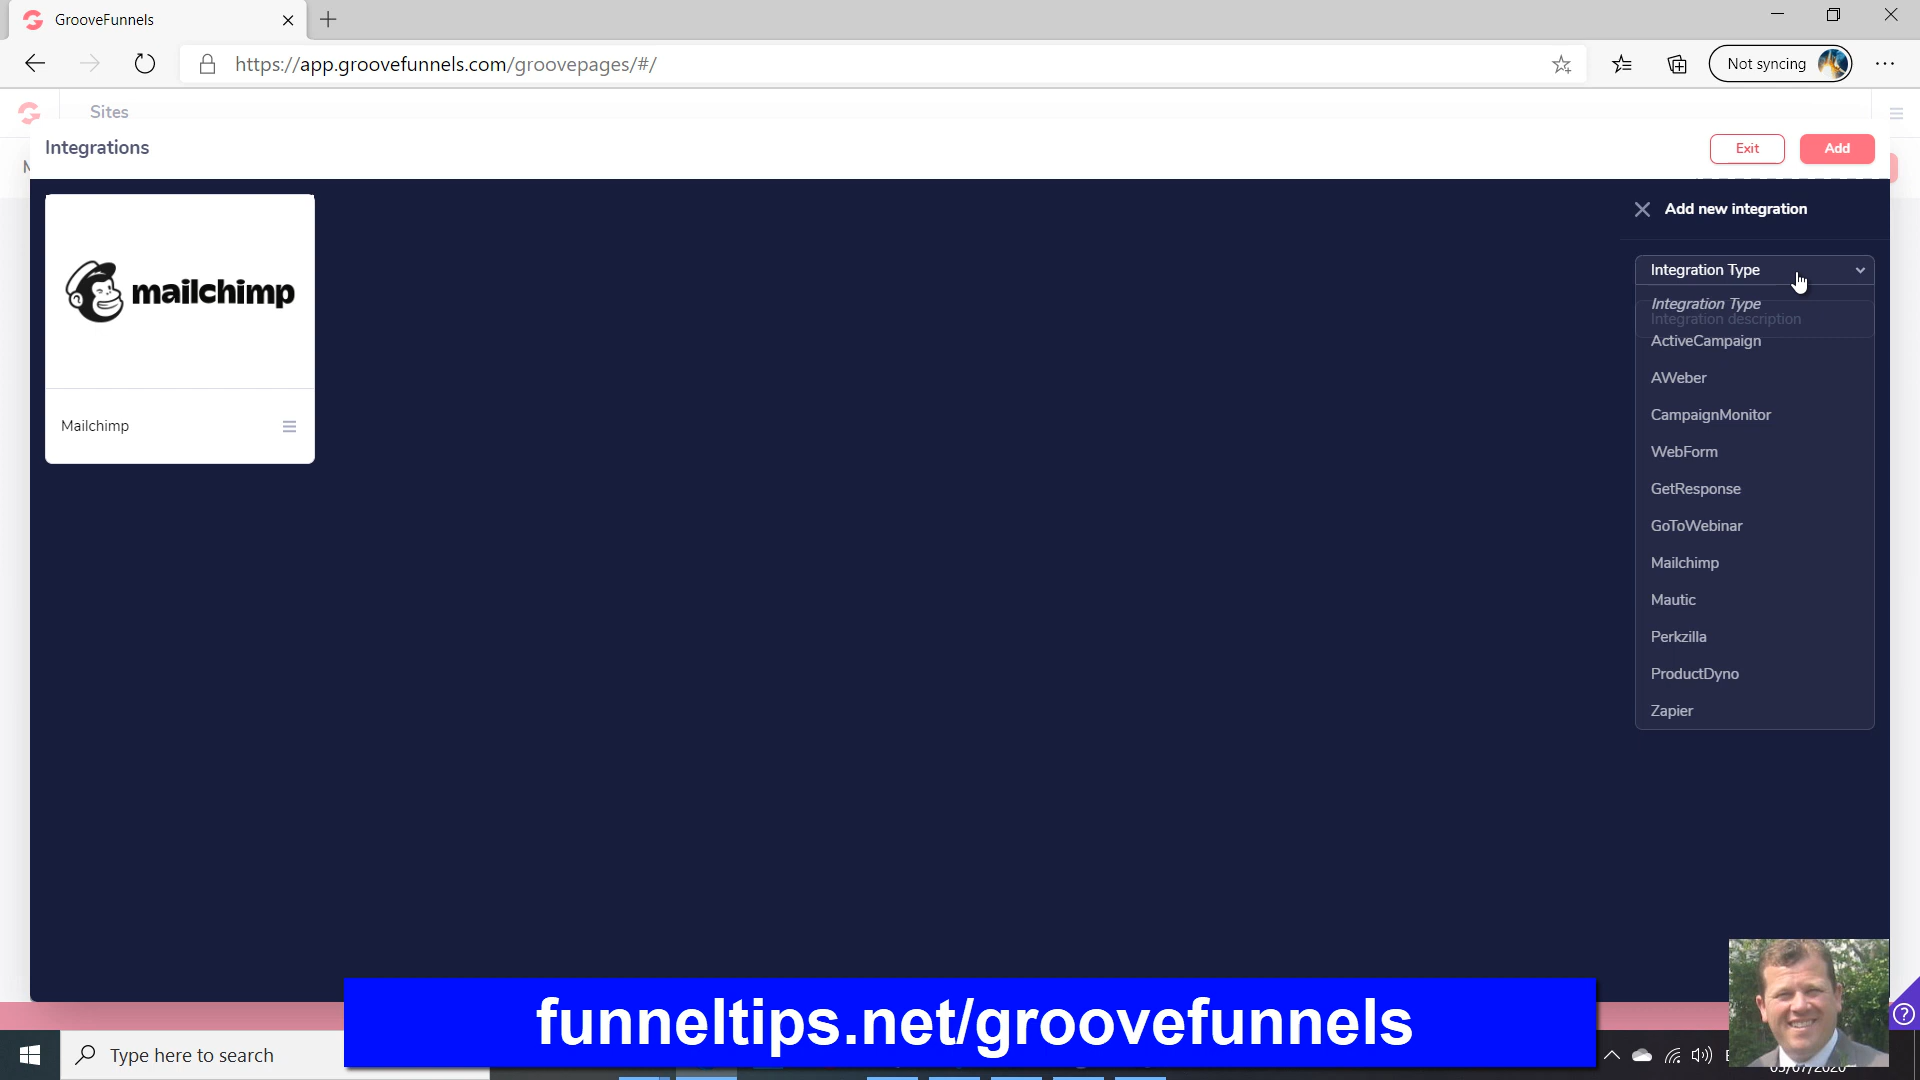 GrooveFunnels
https://app.groovefunnels.com/groovepages/#/
Not syncing
Sites
Integrations
Exit
Add
mailchimp
Mailchimp
Add new integration
Integration Type
Integration Type
Integration description
ActiveCampaign
AWeber
CampaignMonitor
WebForm
GetResponse
GoToWebinar
Mailchimp
Mautic
Perkzilla
ProductDyno
Zapier
funneltips.net/groovefunnels
Type here to search